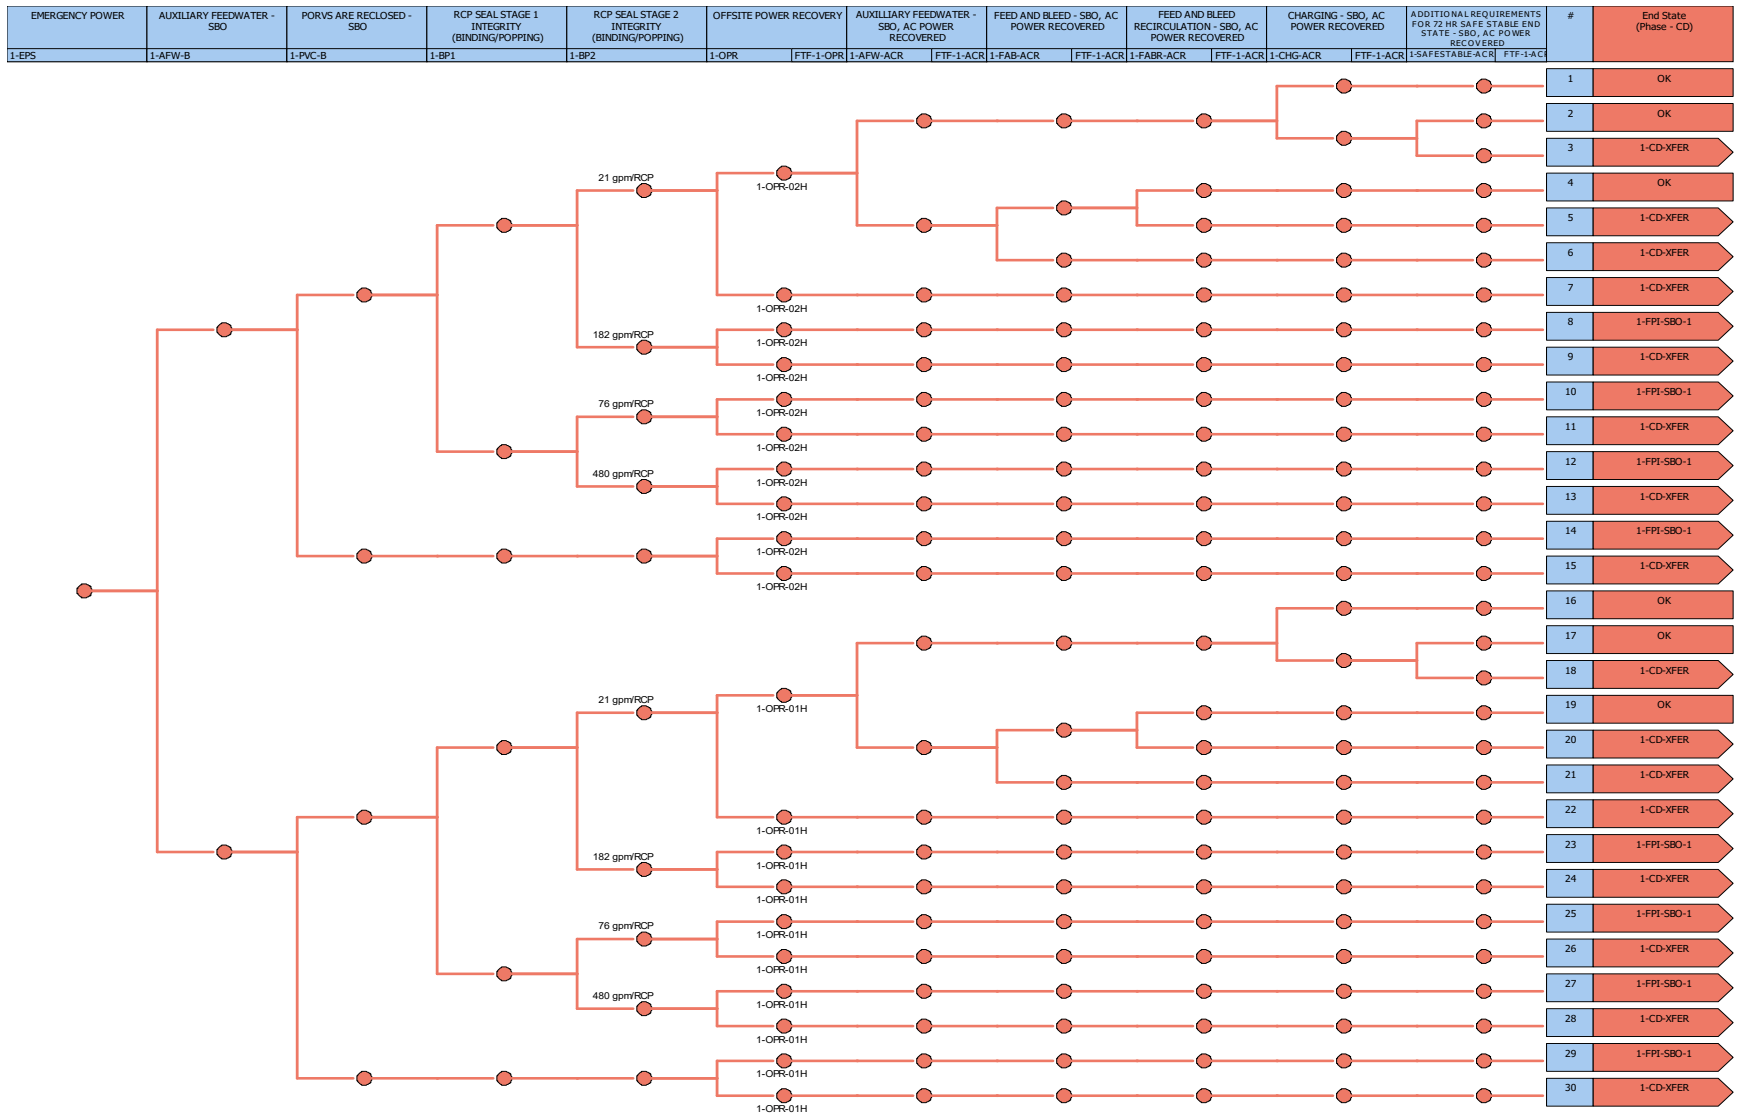 EMERGENCY POWER
1-EPS
AUXILIARY FEEDWATER -
SBO
1-AFW-B
PORVS ARE RECLOSED -
SBO
1-PVC-B
RCP SEAL STAGE 1
INTEGRITY
(BINDING/POPPING)
1-BP1
RCP SEAL STAGE 2
INTEGRITY
(BINDING/POPPING)
1-BP2
OFFSITE POWER RECOVERY
1-OPR
FTF-1-OPR
AUXILLIARY FEEDWATER -
SBO, AC POWER
RECOVERED
1-AFW-ACR
FTF-1-ACR
FEED AND BLEED - SBO, AC
POWER RECOVERED
1-FAB-ACR
FTF-1-ACR
FEED AND BLEED
RECIRCULATION - SBO, AC
POWER RECOVERED
1-FABR-ACR
FTF-1-ACR
CHARGING - SBO, AC
POWER RECOVERED
1-CHG-ACR
FTF-1-ACR
ADDITIONAL REQUIREMENTS
FOR 72 HR SAFE STABLE END
STATE - SBO, AC POWER
RECOVERED
1-SAFESTABLE-ACR
FTF-1-ACR
#
End State
(Phase - CD)
1 OK
2 OK
3 1-CD-XFER
21 gpm/RCP
1-OPR-02H
4 OK
5 1-CD-XFER
6 1-CD-XFER
7 1-CD-XFER
1-OPR-02H
8 1-FPI-SBO-1
182 gpm/RCP
1-OPR-02H
9 1-CD-XFER
1-OPR-02H
10 1-FPI-SBO-1
76 gpm/RCP
1-OPR-02H
11 1-CD-XFER
1-OPR-02H
12 1-FPI-SBO-1
480 gpm/RCP
1-OPR-02H
13 1-CD-XFER
1-OPR-02H
14 1-FPI-SBO-1
1-OPR-02H
15 1-CD-XFER
1-OPR-02H
16 OK
17 OK
18 1-CD-XFER
21 gpm/RCP
1-OPR-01H
19 OK
20 1-CD-XFER
21 1-CD-XFER
22 1-CD-XFER
1-OPR-01H
23 1-FPI-SBO-1
182 gpm/RCP
1-OPR-01H
24 1-CD-XFER
1-OPR-01H
25 1-FPI-SBO-1
76 gpm/RCP
1-OPR-01H
26 1-CD-XFER
1-OPR-01H
27 1-FPI-SBO-1
480 gpm/RCP
1-OPR-01H
28 1-CD-XFER
1-OPR-01H
29 1-FPI-SBO-1
1-OPR-01H
30 1-CD-XFER
1-OPR-01H